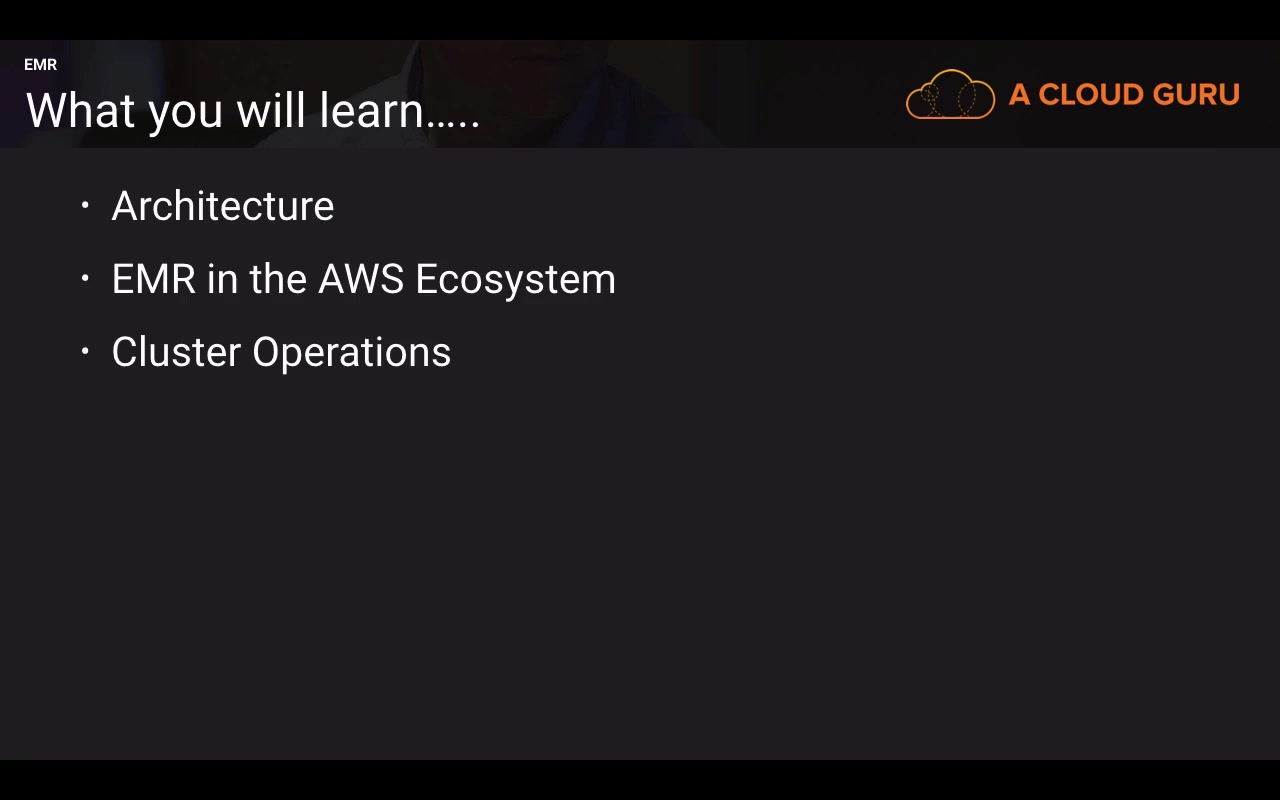 EMR
What you will learn…..
A CLOUD GURU
• Architecture
• EMR in the AWS Ecosystem
• Cluster Operations